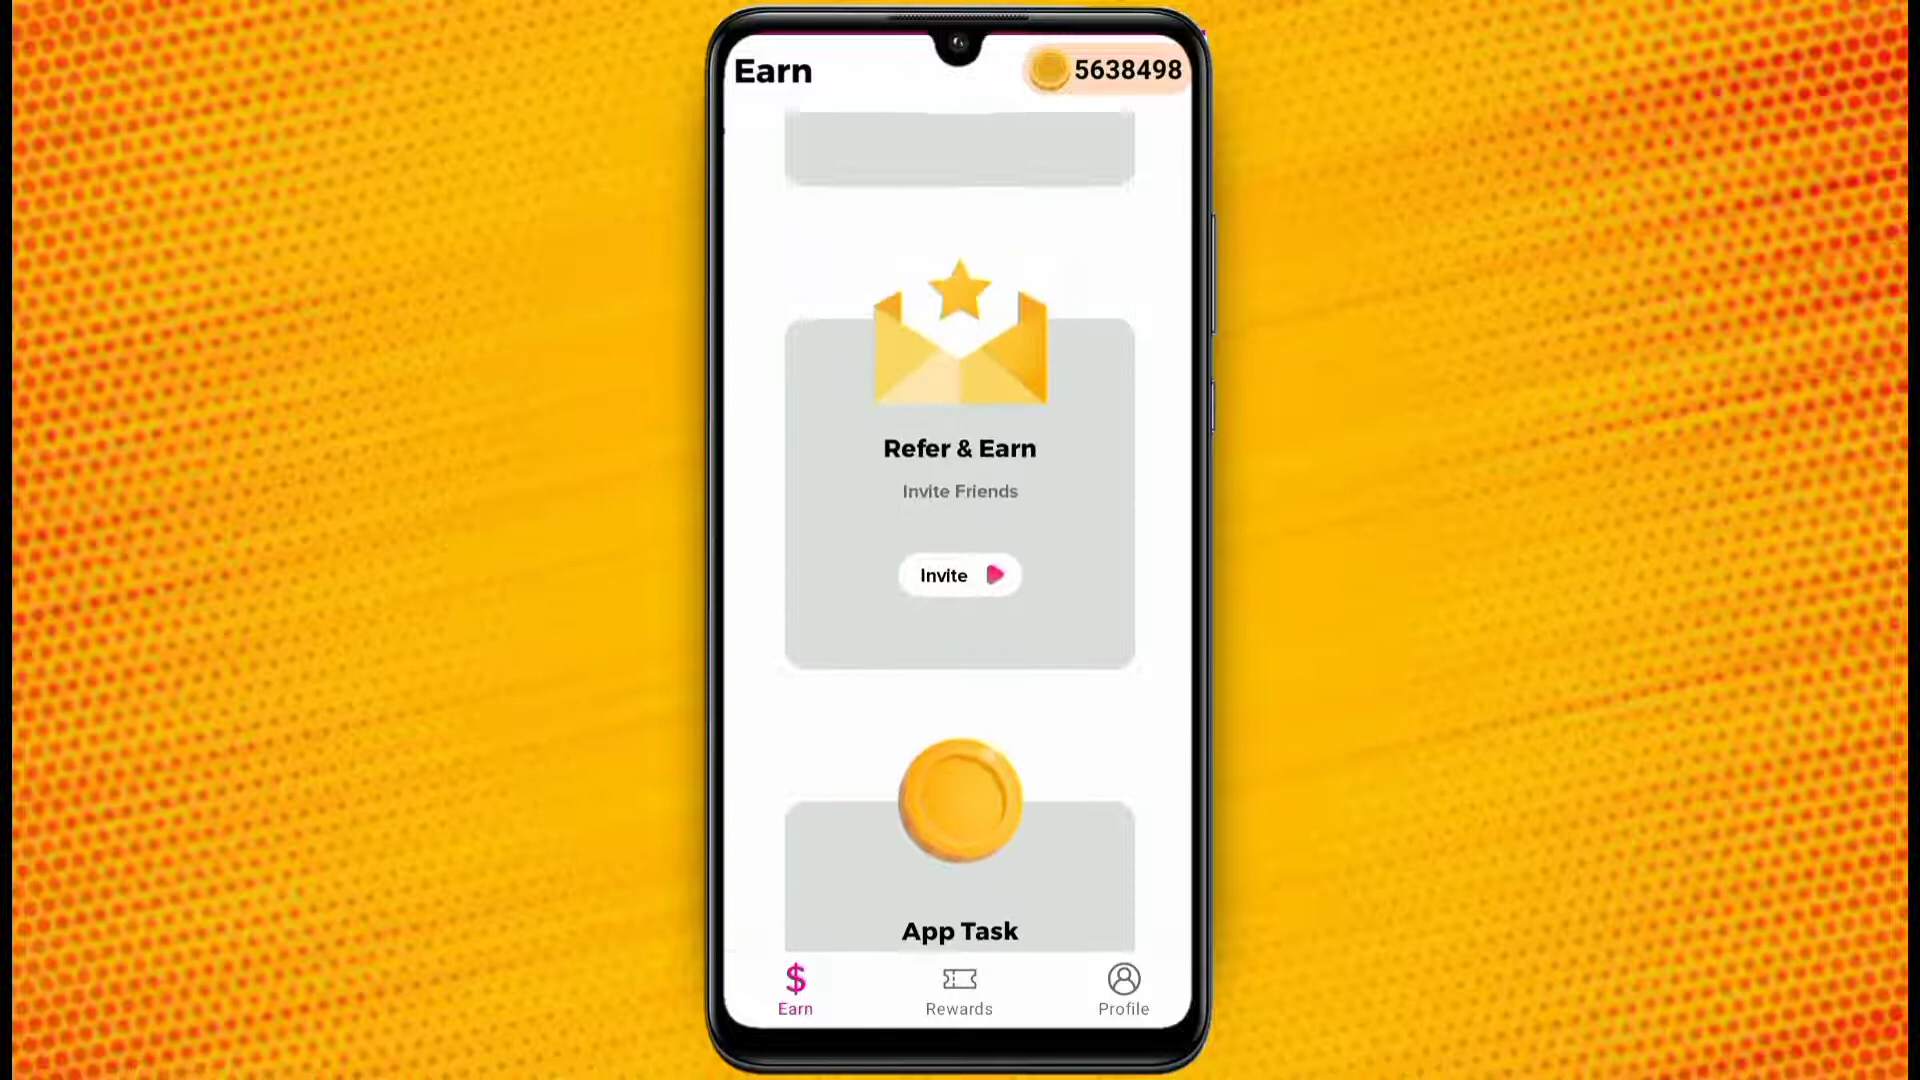 Earn
5638498
Refer & Earn
Invite Friends
Invite
App Task
Earn
Rewards
Profile